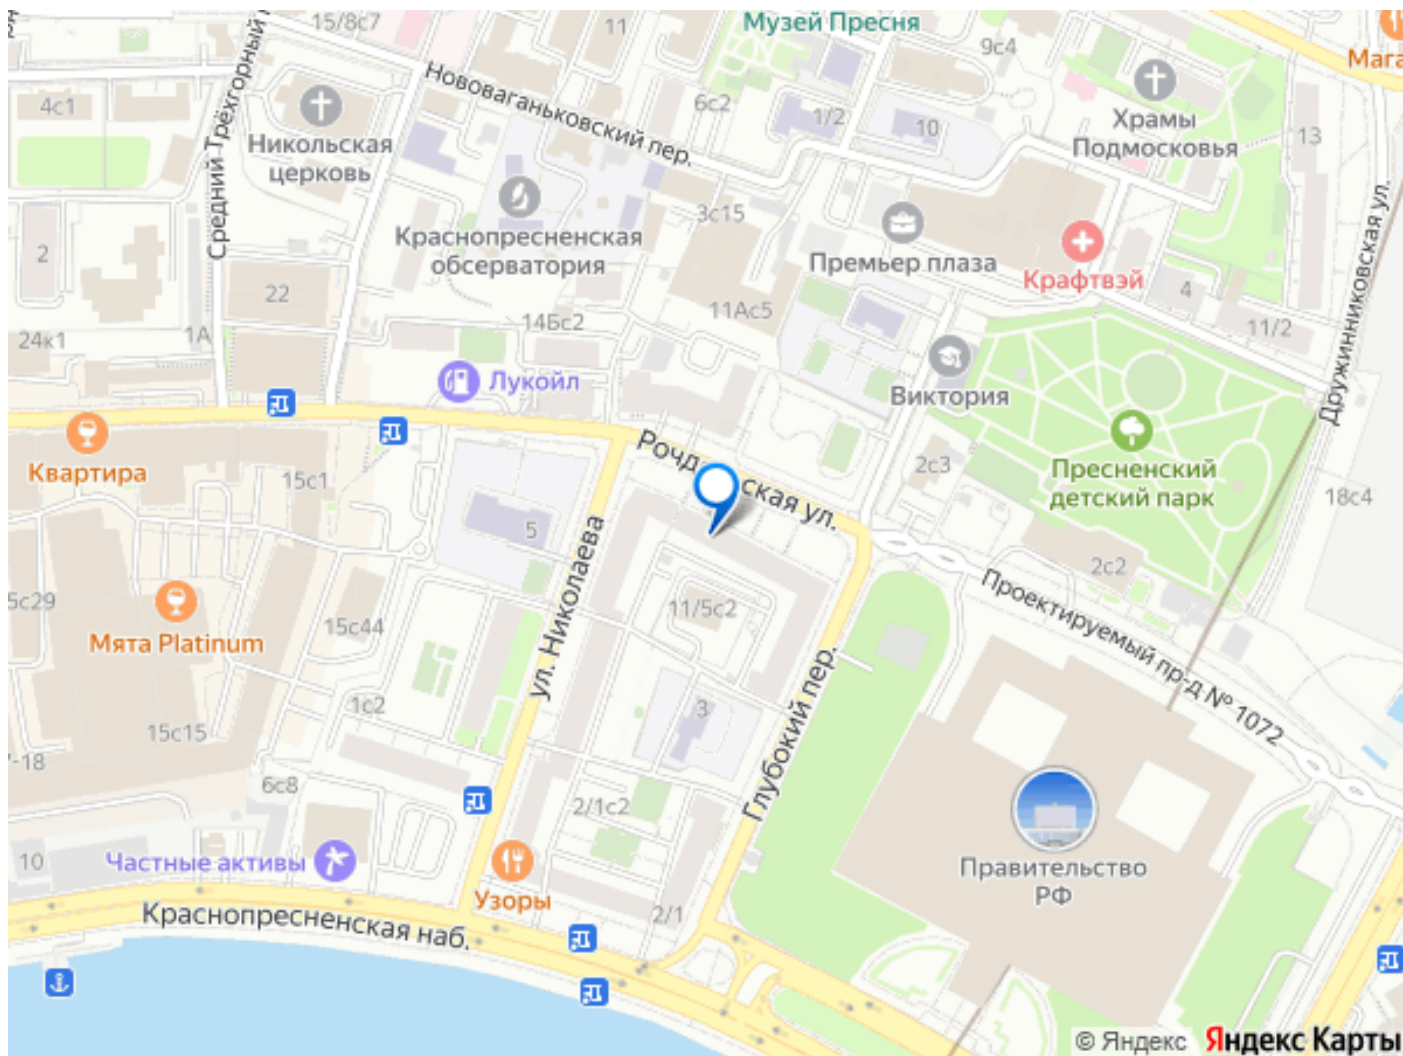 15/8с7
11
Музей Пресня
9с4
Мага
Средний Трёхгорный
Нововаганьковский пер.
4с1
6с2
1/2
10
Храмы
Подмосковья
13
Никольская
церковь
3с15
2
Краснопресненская
обсерватория
Премьер плаза
Крафтвэй
Дружинниковская ул.
22
4
11Ас5
14Бс2
11/2
24к1
1А
Лукойл
Виктория
Квартира
Рочд
ская ул.
2с3
Пресненский
детский парк
15с1
18с4
5
ул. Николаева
2с2
5с29
11/5с2
Проектируемый пр-д № 1072
Мята Platinum
15с44
1с2
3
Глубокий пер.
15с15
7-18
6с8
2/1с2
10
Частные активы
Правительство
РФ
Узоры
2/1
Краснопресненская наб.
© Яндекс Яндекс Карты